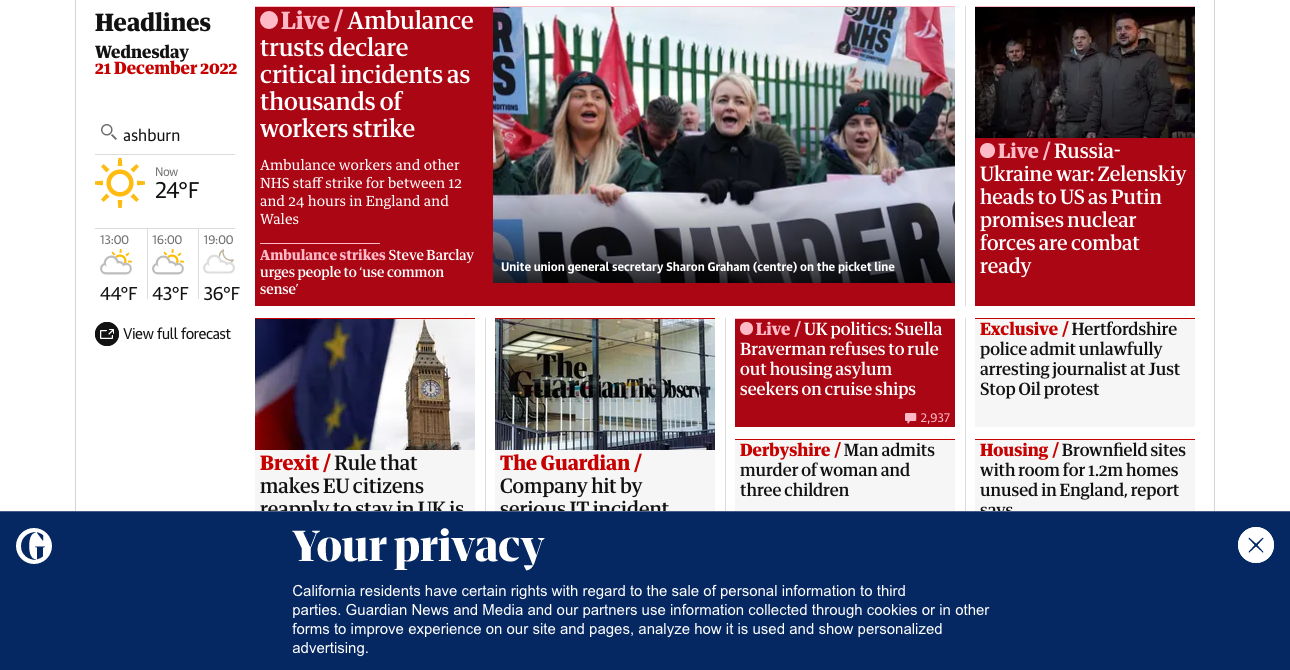 Headlines
Wednesday
21 December 2022
ashburn
Now
24°F
13:00
16:00
19:00
44°F
43°F
36°F
View full forecast
Live / Ambulance
trusts declare
critical incidents as
thousands of
workers strike
Ambulance workers and other
NHS staff strike for between 12
and 24 hours in England and
Wales
Ambulance strikes Steve Barclay
urges people to ‘use common
sense’
OUR
NHS
IS UNDER
Unite union general secretary Sharon Graham (centre) on the picket line
Live / Russia-
Ukraine war: Zelenskiy
heads to US as Putin
promises nuclear
forces are combat
ready
Brexit / Rule that
makes EU citizens
reapply to stay in UK is
The
Guardian The Observer
The Guardian /
Company hit by
serious IT incident
Live / UK politics: Suella
Braverman refuses to rule
out housing asylum
seekers on cruise ships
2,937
Derbyshire / Man admits
murder of woman and
three children
Exclusive / Hertfordshire
police admit unlawfully
arresting journalist at Just
Stop Oil protest
Housing / Brownfield sites
with room for 1.2m homes
unused in England, report
says
G
Your privacy
California residents have certain rights with regard to the sale of personal information to third
parties. Guardian News and Media and our partners use information collected through cookies or in other
forms to improve experience on our site and pages, analyze how it is used and show personalized
advertising.